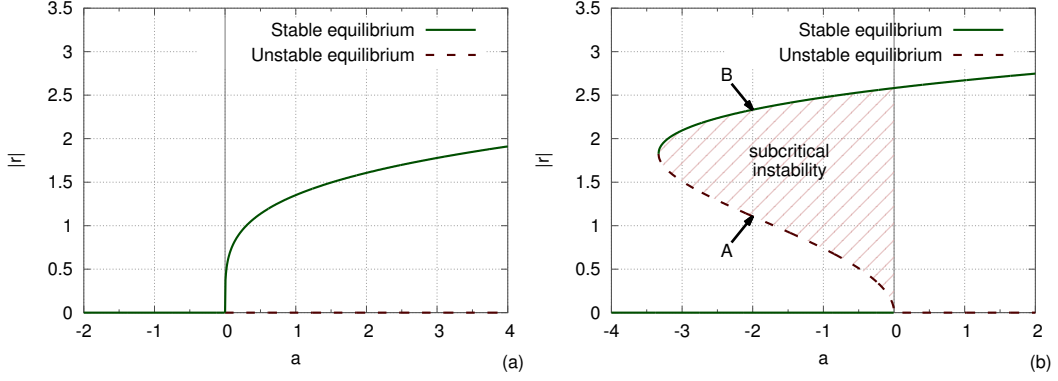 3.5
3
2.5
2
1.5
1
0.5
0
-2
-1
0
1
2
3
4
|r|
a
(a)
Stable equilibrium
Unstable equilibrium
3.5
3
2.5
2
1.5
1
0.5
0
-4
-3
-2
-1
0
1
2
|r|
a
(b)
Stable equilibrium
Unstable equilibrium
B
subcritical
instability
A